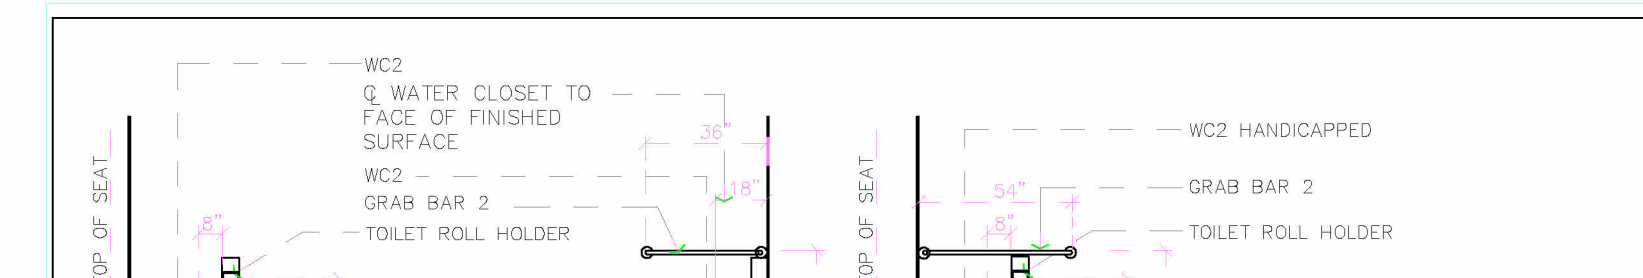 WC2
℄ WATER CLOSET TO
FACE OF FINISHED
SURFACE
36"
WC2
18"
GRAB BAR 2
8"
TOILET ROLL HOLDER
TOP OF SEAT
WC2 HANDICAPPED
54"
GRAB BAR 2
8"
TOILET ROLL HOLDER
TOP OF SEAT